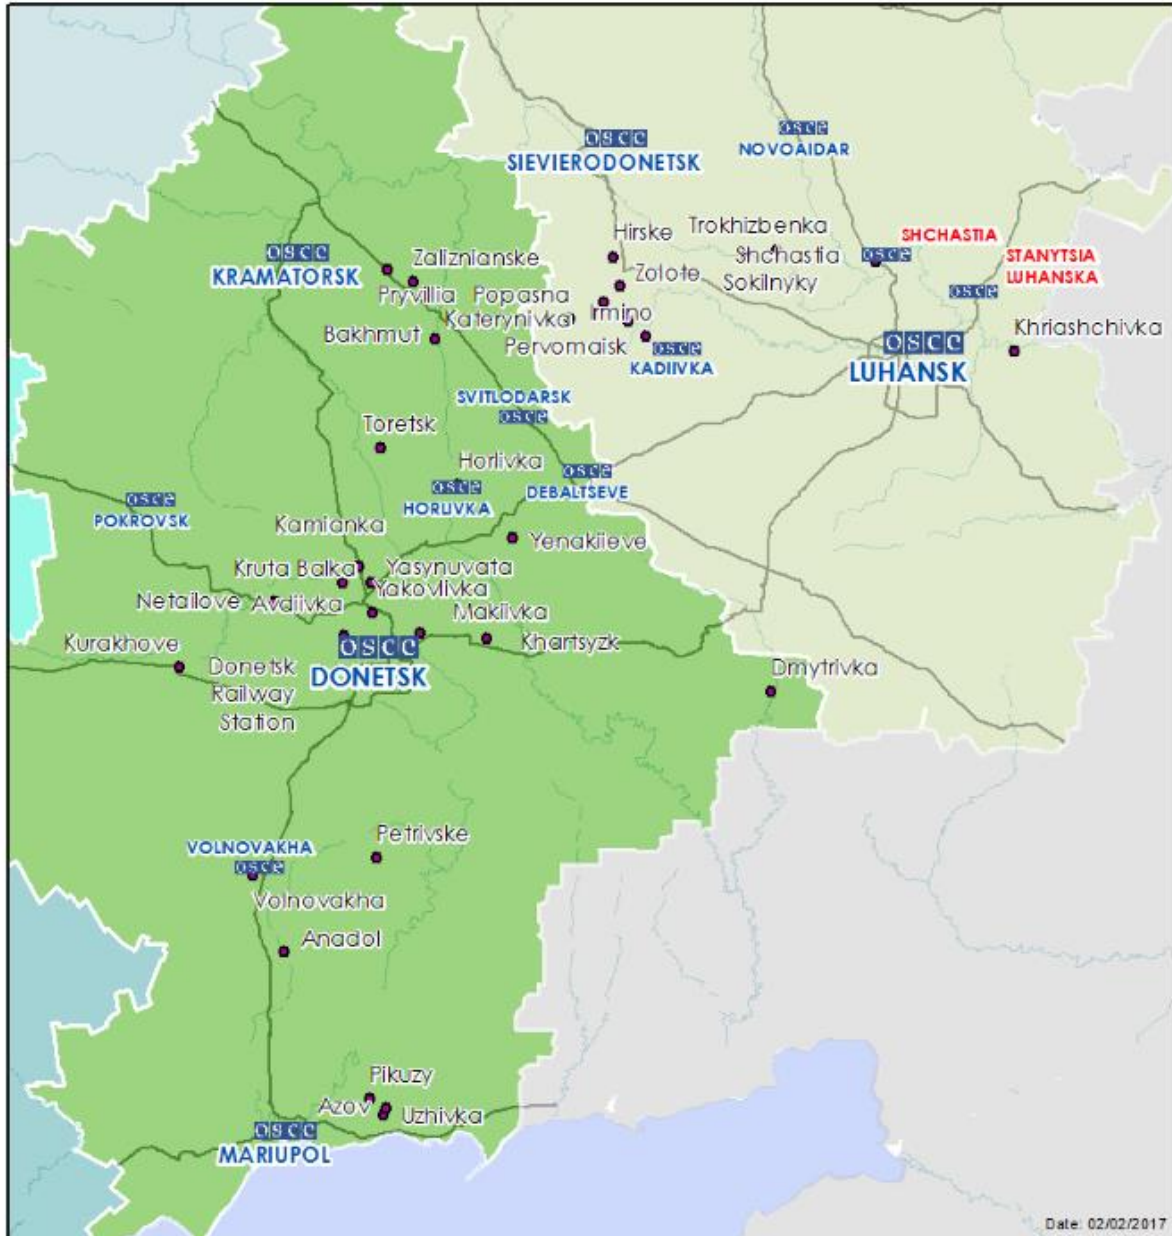 osce
NOVOAIDAR
osce
SIEVIERODONETSK
Hirske
Trokhizbenka
SHCHASTIA
osce
KRAMATORSK
Zaliznianske
Shchastia
osce
STANYTSIA
LUHANSKA
Zolote
Sokilnyky
Pryvillia
Popasna
osce
Katerynivka
Irmino
Khriashchivka
Bakhmut
Pervomaisk
osce
KADIIVKA
osce
LUHANSK
SVITLODARSK
osce
Toretsk
Horlivka
osce
DEBALTSEVE
osce
HORLIVKA
osce
POKROVSK
Kamianka
Yenakiieve
Kruta Balka
Yasynuvata
Yakovlivka
Netailove
Avdiivka
Makiivka
Kurakhove
osce
DONETSK
Khartsyzk
Donetsk
Railway
Station
Dmytrivka
Petrivske
VOLNOVAKHA
osce
Volnovakha
Anadol
Pikuzy
Azov
Uzhivka
osce
MARIUPOL
Date: 02/02/2017